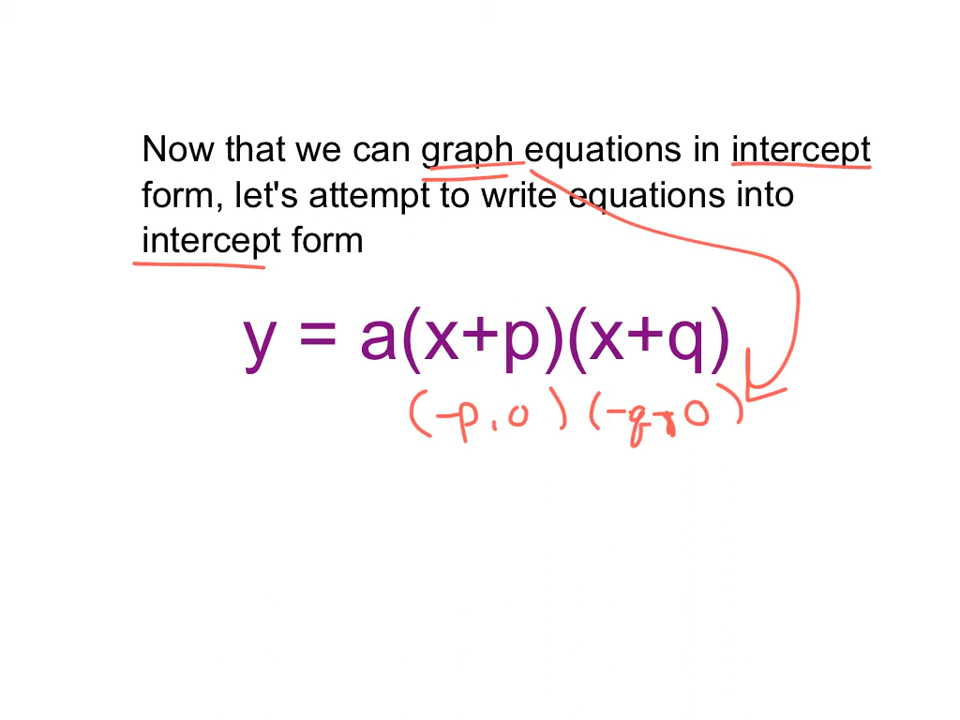 Now that we can graph equations in intercept
form, let's attempt to write equations into
intercept form
y = a(x+p)(x+q)
(-p, 0) (-q, 0)